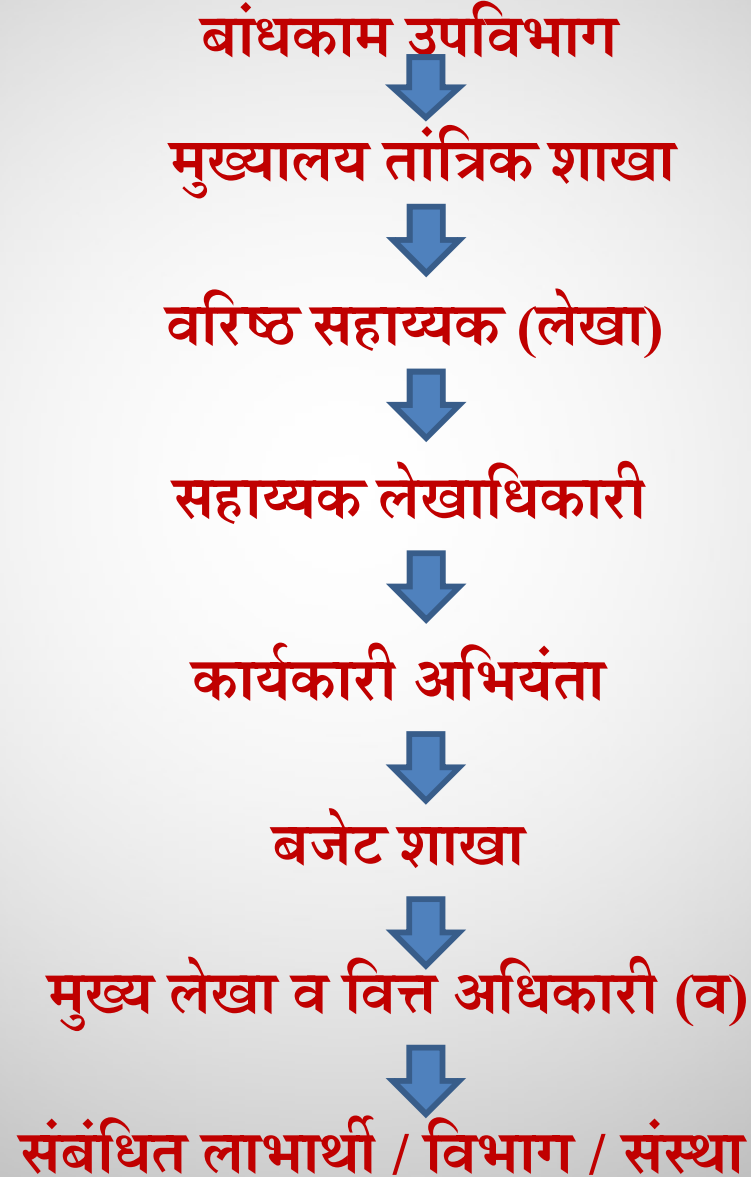 बांधकाम उपविभाग
मुख्यालय तांत्रिक शाखा
वरिष्ठ सहाय्यक (लेखा)
सहाय्यक लेखाधिकारी
कार्यकारी अभियंता
बजेट शाखा
मुख्य लेखा व वित्त अधिकारी (व)
संबंधित लाभार्थी / विभाग / संस्था